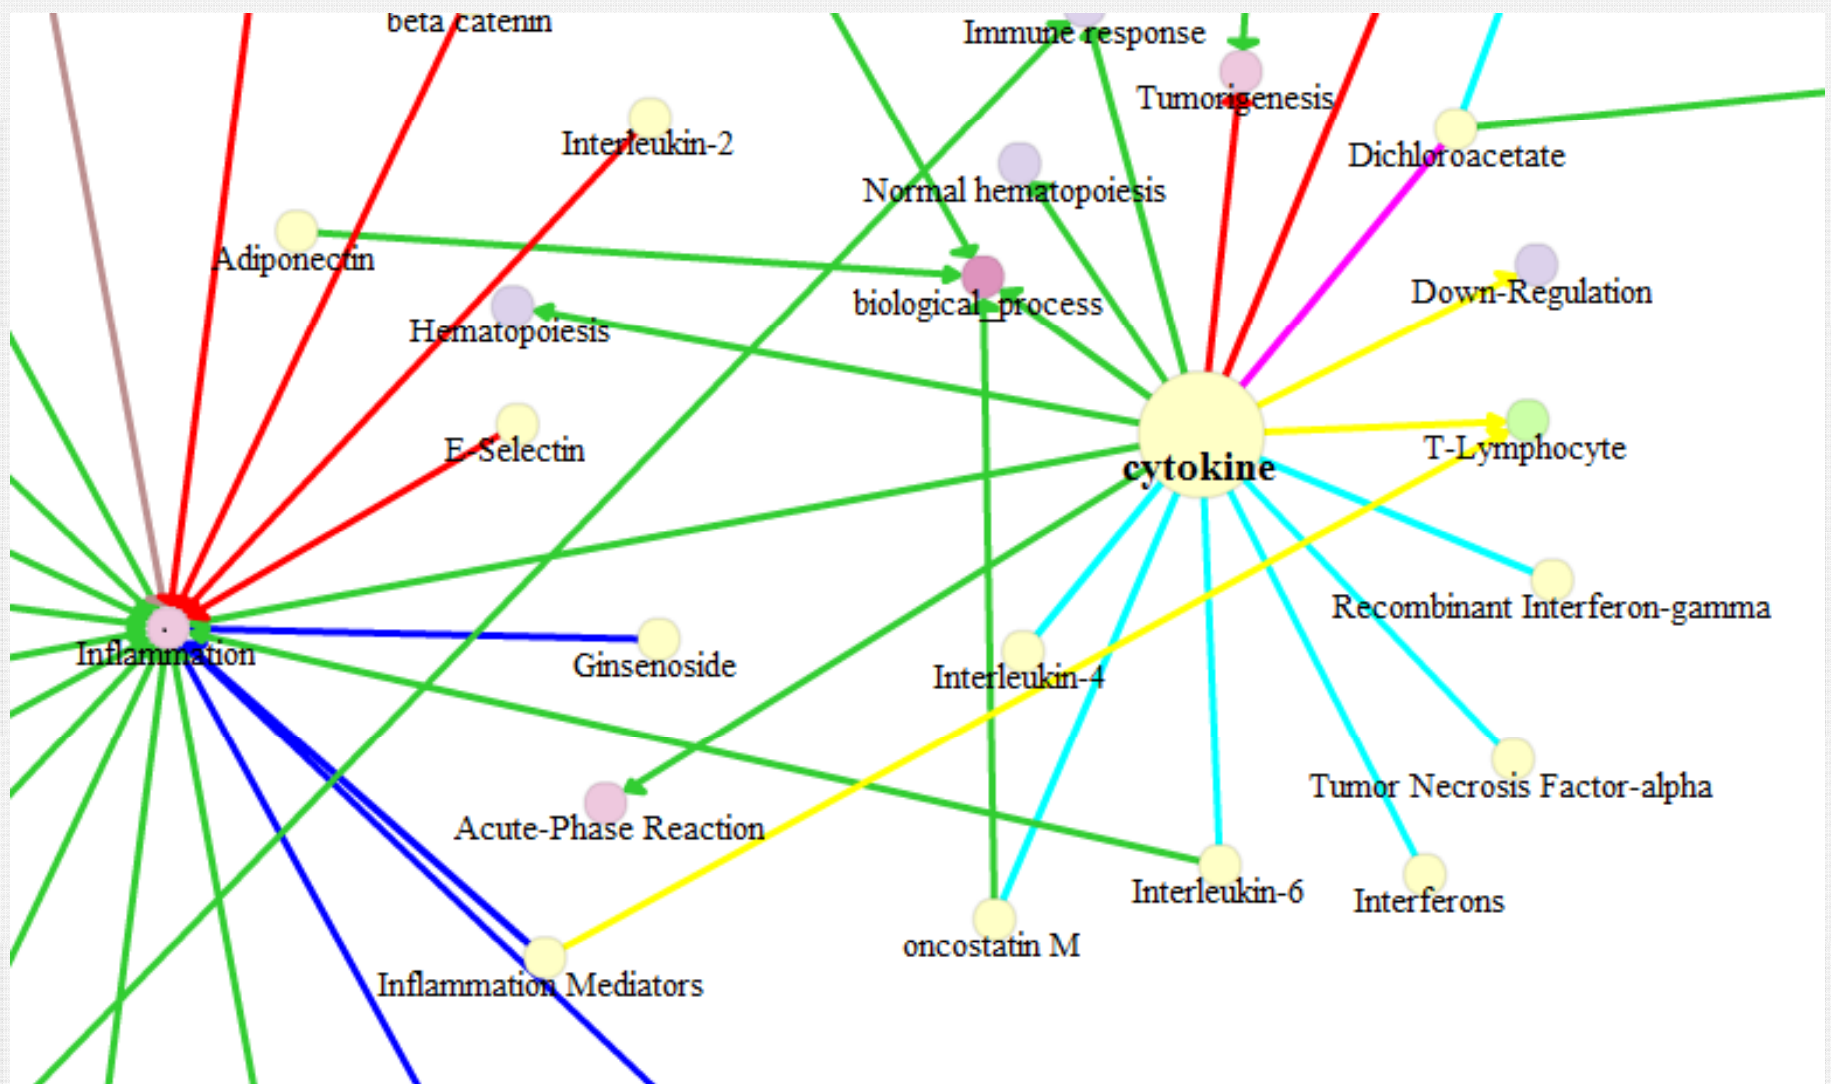 beta catenin
Immune response
Tumorigenesis
Interleukin-2
Dichloroacetate
Normal hematopoiesis
Adiponectin
Down-Regulation
biological_process
Hematopoiesis
E-Selectin
T-Lymphocyte
cytokine
Recombinant Interferon-gamma
Inflammation
Ginsenoside
Interleukin-4
Tumor Necrosis Factor-alpha
Acute-Phase Reaction
Interleukin-6
Interferons
oncostatin M
Inflammation Mediators